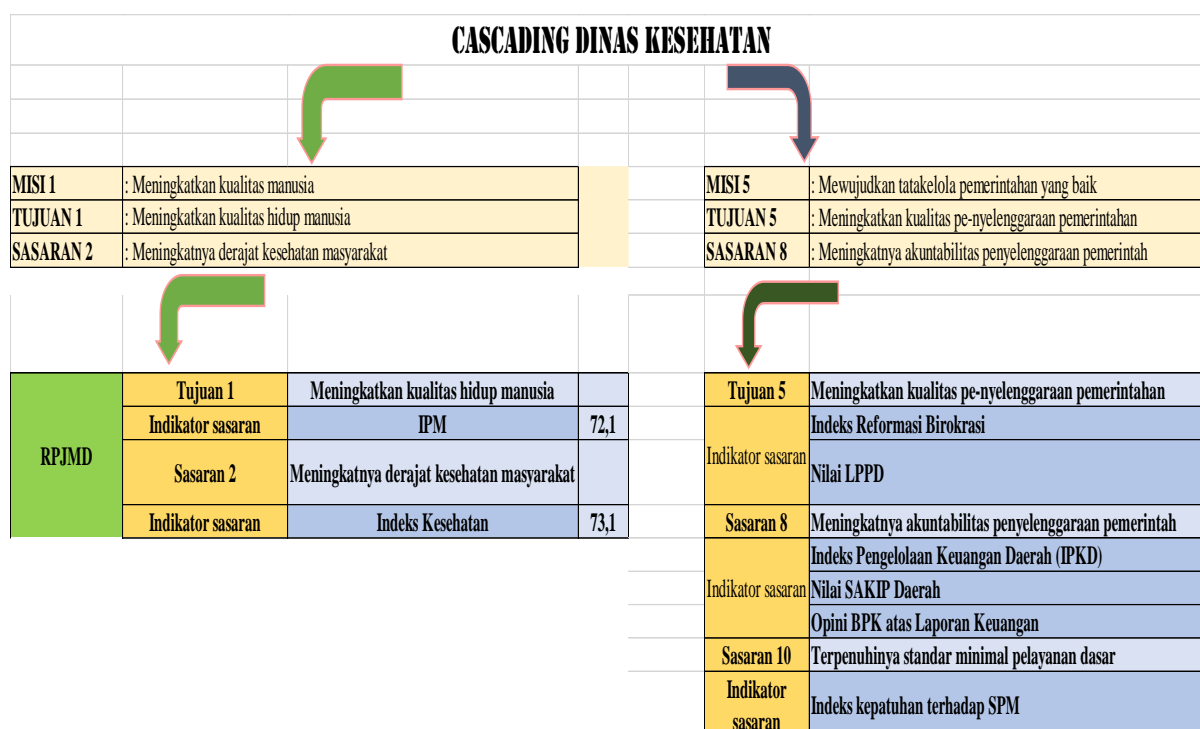 CASCADING DINAS KESEHATAN
MISI 1 : Meningkatkan kualitas manusia
TUJUAN 1 : Meningkatkan kualitas hidup manusia
SASARAN 2 : Meningkatnya derajat kesehatan masyarakat
MISI 5 : Mewujudkan tatakelola pemerintahan yang baik
TUJUAN 5 : Meningkatkan kualitas pe-nyelenggaraan pemerintahan
SASARAN 8 : Meningkatnya akuntabilitas penyelenggaraan pemerintah
RPJMD
Tujuan 1 Meningkatkan kualitas hidup manusia
Indikator sasaran IPM 72,1
Sasaran 2 Meningkatnya derajat kesehatan masyarakat
Indikator sasaran Indeks Kesehatan 73,1
Tujuan 5 Meningkatkan kualitas pe-nyelenggaraan pemerintahan
Indikator sasaran
Indeks Reformasi Birokrasi
Nilai LPPD
Sasaran 8 Meningkatnya akuntabilitas penyelenggaraan pemerintah
Indikator sasaran
Indeks Pengelolaan Keuangan Daerah (IPKD)
Nilai SAKIP Daerah
Opini BPK atas Laporan Keuangan
Sasaran 10 Terpenuhinya standar minimal pelayanan dasar
Indikator
sasaran
Indeks kepatuhan terhadap SPM